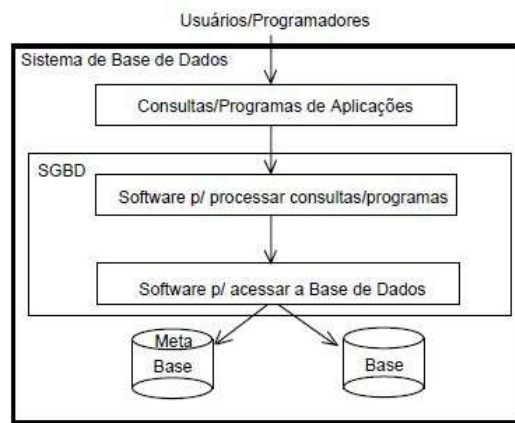 Usuários/Programadores
Sistema de Base de Dados
Consultas/Programas de Aplicações
SGBD
Software p/ processar consultas/programas
Software p/ acessar a Base de Dados
Meta
Base
Base